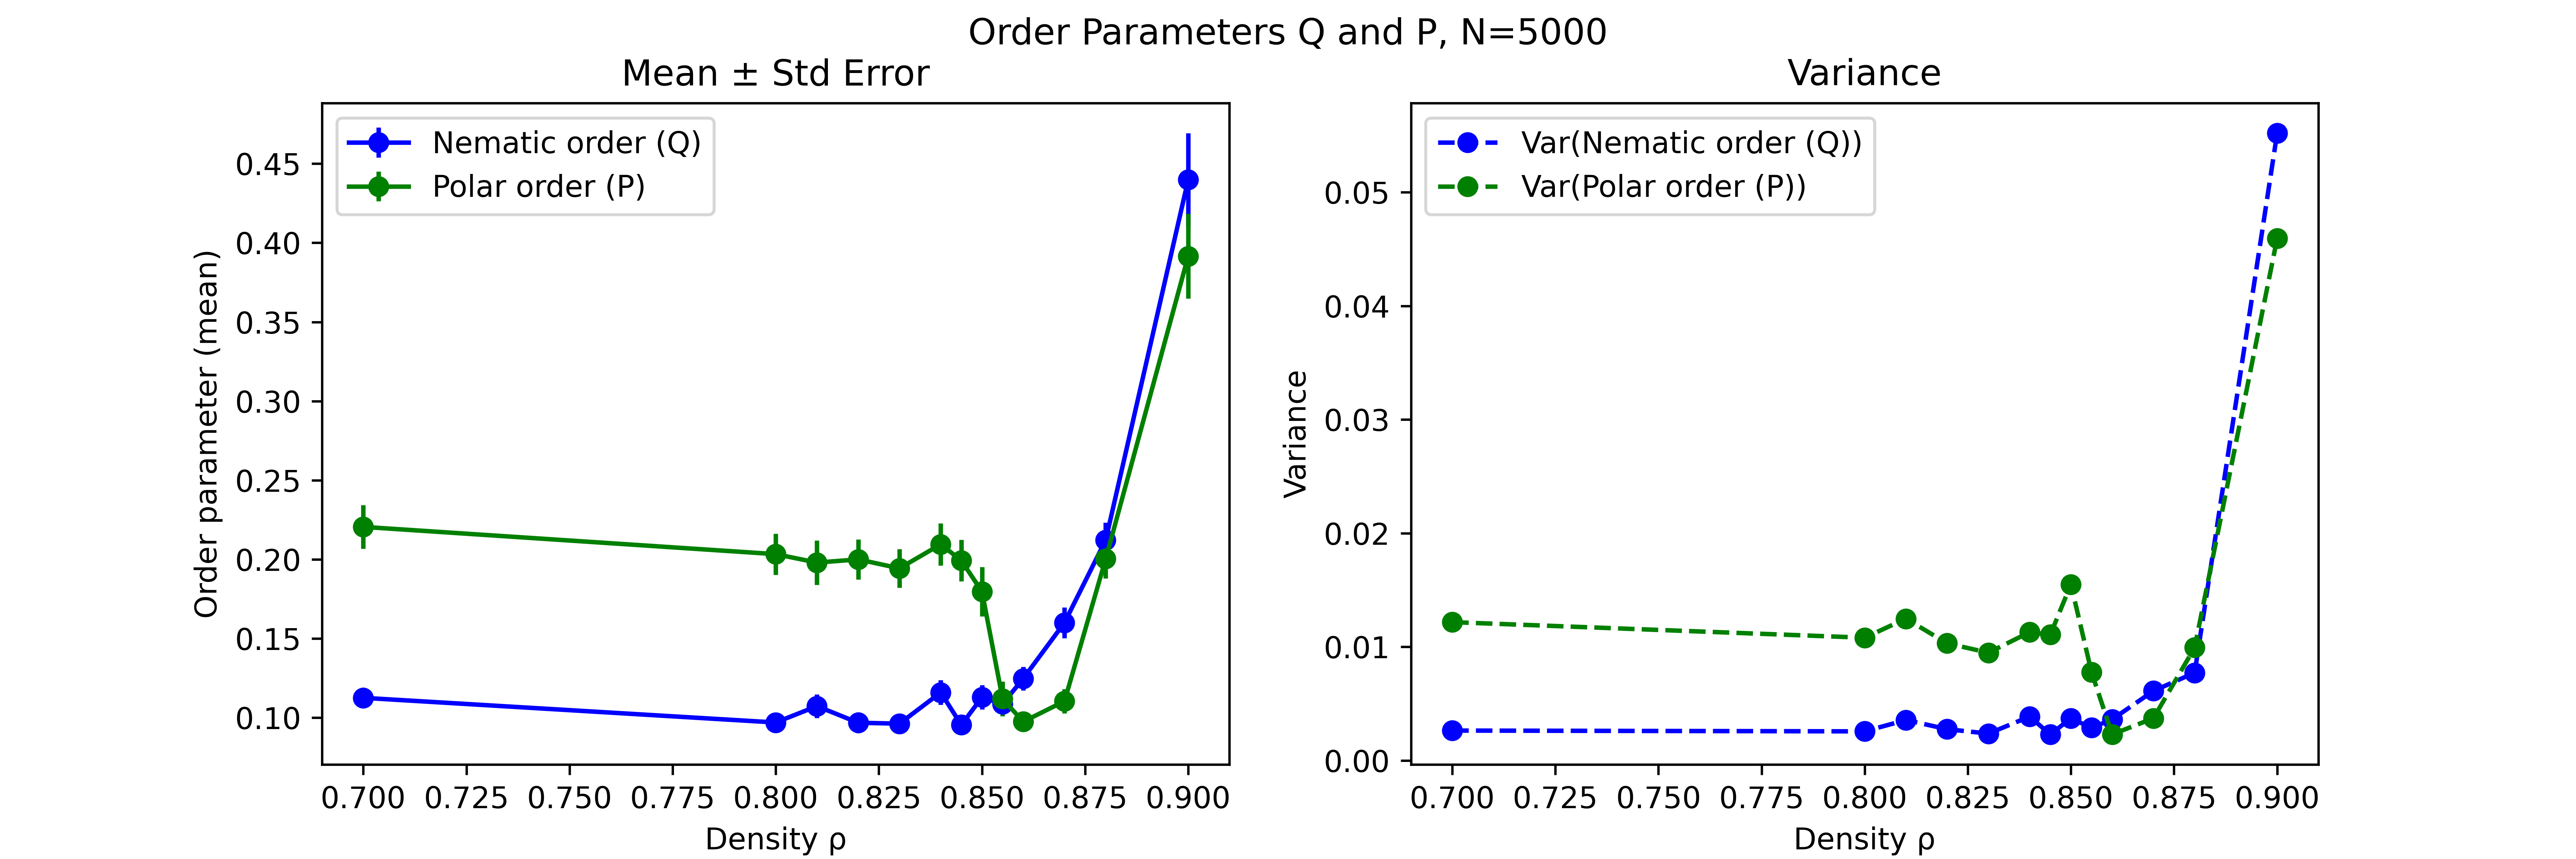 Order Parameters Q and P, N=5000
Mean ± Std Error
Nematic order (Q)
Polar order (P)
Order parameter (mean)
0.45
0.40
0.35
0.30
0.25
0.20
0.15
0.10
0.700 0.725 0.750 0.775 0.800 0.825 0.850 0.875 0.900
Density ρ
Variance
Var(Nematic order (Q))
Var(Polar order (P))
Variance
0.05
0.04
0.03
0.02
0.01
0.00
0.700 0.725 0.750 0.775 0.800 0.825 0.850 0.875 0.900
Density ρ